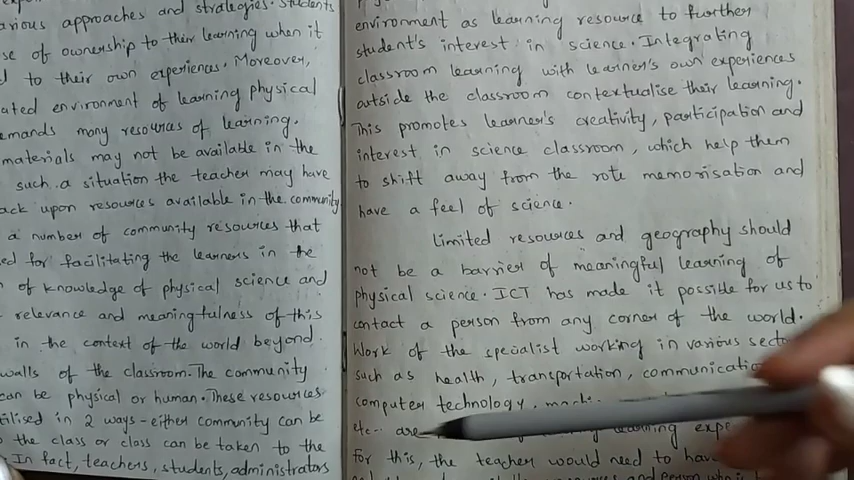 various approaches and strategies. Students
se of ownership to their learning when it
to their own experiences. Moreover,
ated environment of learning physical
emands many resources of learning.
materials may not be available in the
such a situation the teacher may have
ack upon resources available in the community
a number of community resources that
ed for facilitating the learners in the
of knowledge of physical science and
relevance and meaningfulness of this
in the context of the world beyond
walls of the classroom. The community
can be physical or human. These resources
tilised in 2 ways - either community can be
the class or class can be taken to the
In fact, teachers, students, administrators
environment as learning resource to further
student's interest in science. Integrating
classroom learning with learner's own experiences
outside the classroom contextualise their learning.
This promotes learner's creativity, participation and
interest in science classroom, which help them
to shift away from the rote memorisation and
have a feel of science.
Limited resources and geography should
not be a barrier of meaningful learning of
physical science. ICT has made it possible for us to
contact a person from any corner of the world.
Work of the specialist working in various sect
such as health, transportation, communicatio
computer technology,
etc. are learning exp
for this, the teacher would need to have